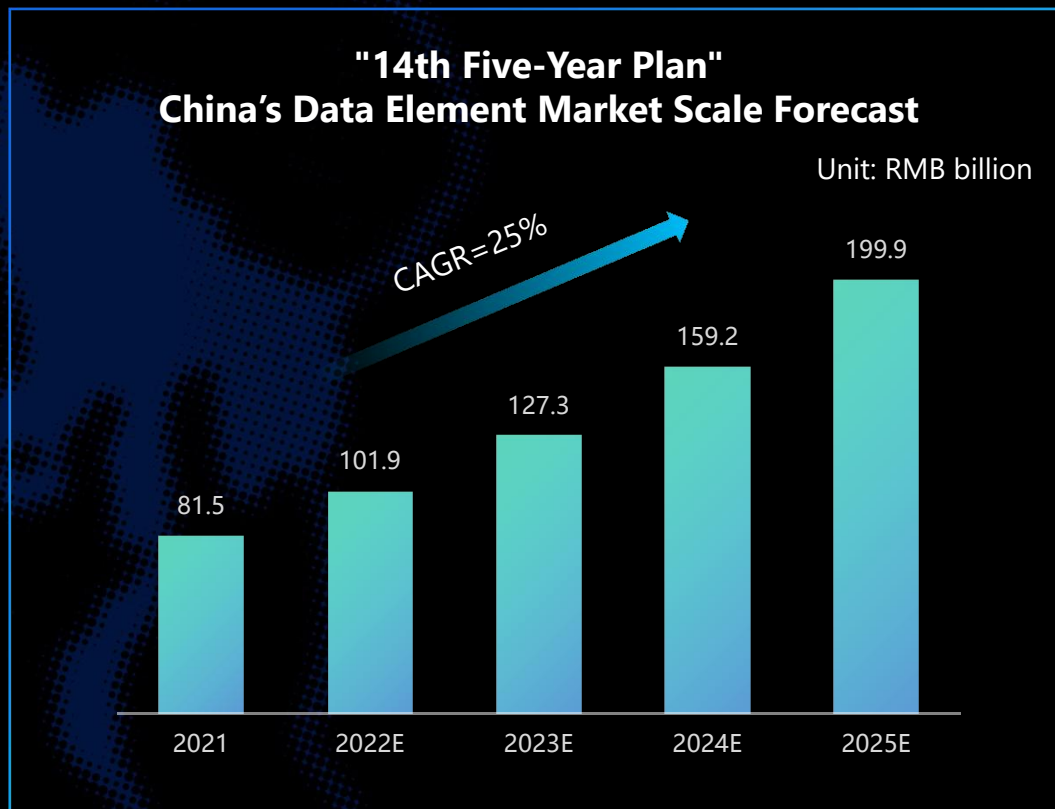 "14th Five-Year Plan"
China’s Data Element Market Scale Forecast
Unit: RMB billion
CAGR=25%
199.9
159.2
127.3
101.9
81.5
2021
2022E
2023E
2024E
2025E